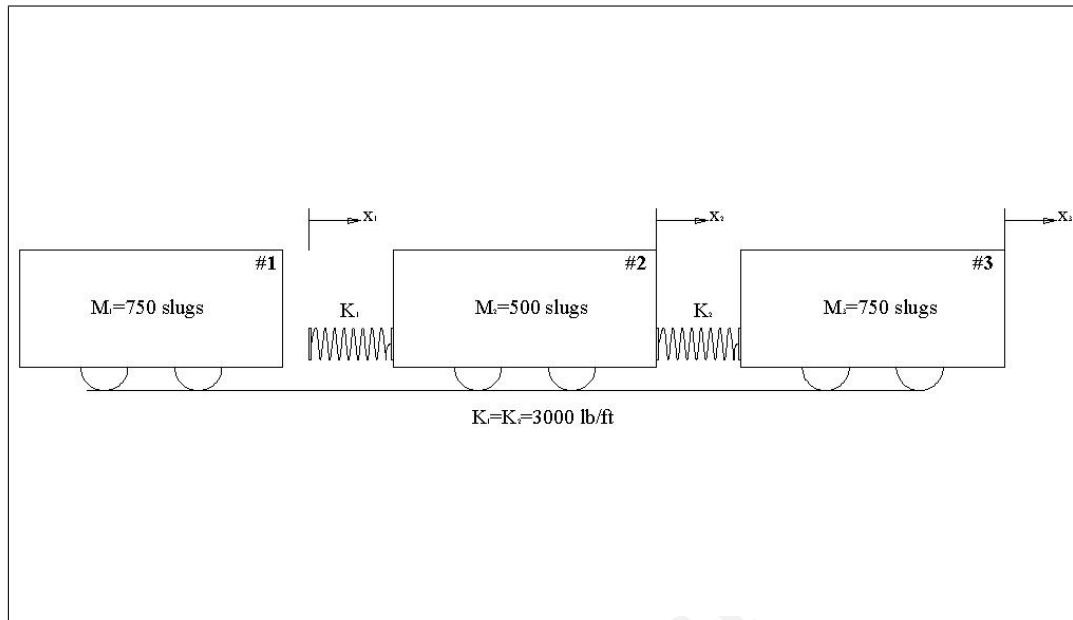 x₁
x₂
x₃
#1
#2
#3
M₁=750 slugs
K₁
M₂=500 slugs
K₂
M₃=750 slugs
K₁=K₂=3000 lb/ft